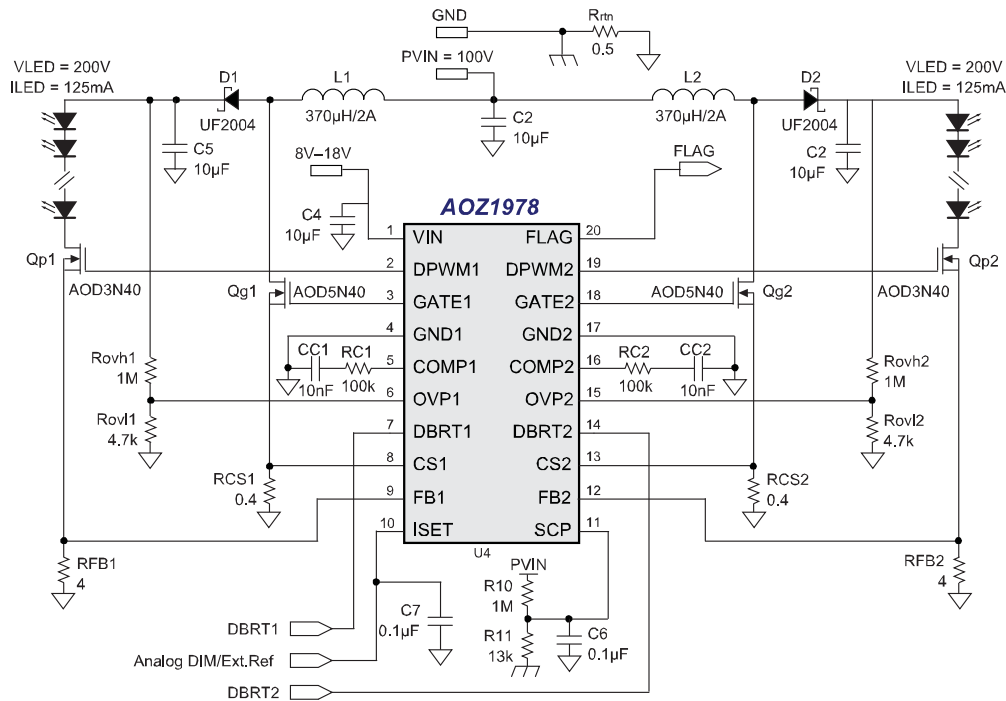 GND
Rrtn
0.5
PVIN = 100V
VLED = 200V
ILED = 125mA
D1
UF2004
L1
370µH/2A
C2
10µF
L2
370µH/2A
D2
UF2004
VLED = 200V
ILED = 125mA
C5
10µF
C2
10µF
8V–18V
FLAG
C4
10µF
AOZ1978
1 VIN
FLAG 20
2 DPWM1
DPWM2 19
3 GATE1
GATE2 18
4 GND1
GND2 17
5 COMP1
COMP2 16
6 OVP1
OVP2 15
7 DBRT1
DBRT2 14
8 CS1
CS2 13
9 FB1
FB2 12
10 ISET
SCP 11
U4
Qp1
AOD3N40
Qg1
AOD5N40
AOD5N40
Qg2
Qp2
AOD3N40
CC1
10nF
RC1
100k
RC2
100k
CC2
10nF
Rovh1
1M
Rovl1
4.7k
Rovh2
1M
Rovl2
4.7k
RCS1
0.4
RCS2
0.4
RFB1
4
RFB2
4
PVIN
R10
1M
R11
13k
C6
0.1µF
C7
0.1µF
DBRT1
Analog DIM/Ext.Ref
DBRT2